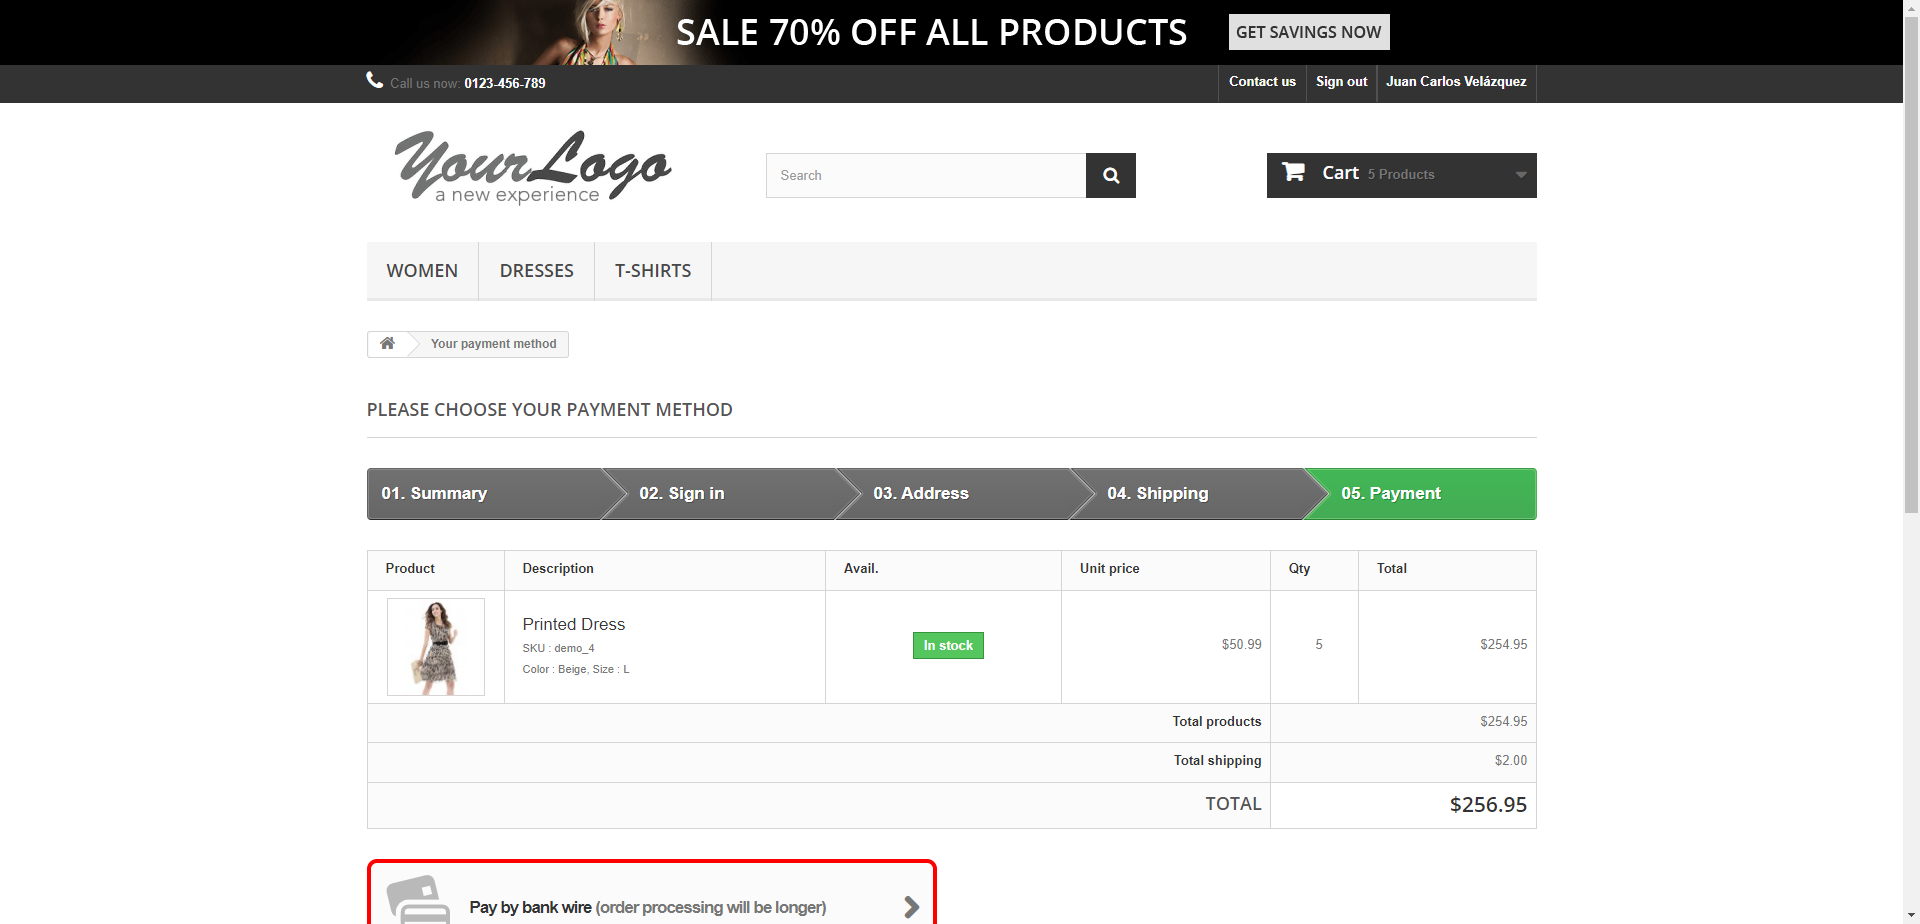 SALE 70% OFF ALL PRODUCTS
GET SAVINGS NOW
Call us now: 0123-456-789
Contact us
Sign out
Juan Carlos Velázquez
YourLogo
a new experience
Search
Cart 5 Products
WOMEN
DRESSES
T-SHIRTS
Your payment method
PLEASE CHOOSE YOUR PAYMENT METHOD
01. Summary
02. Sign in
03. Address
04. Shipping
05. Payment
Product
Description
Avail.
Unit price
Qty
Total
Printed Dress
SKU : demo_4
Color : Beige, Size : L
In stock
$50.99
5
$254.95
Total products
$254.95
Total shipping
$2.00
TOTAL
$256.95
Pay by bank wire (order processing will be longer)